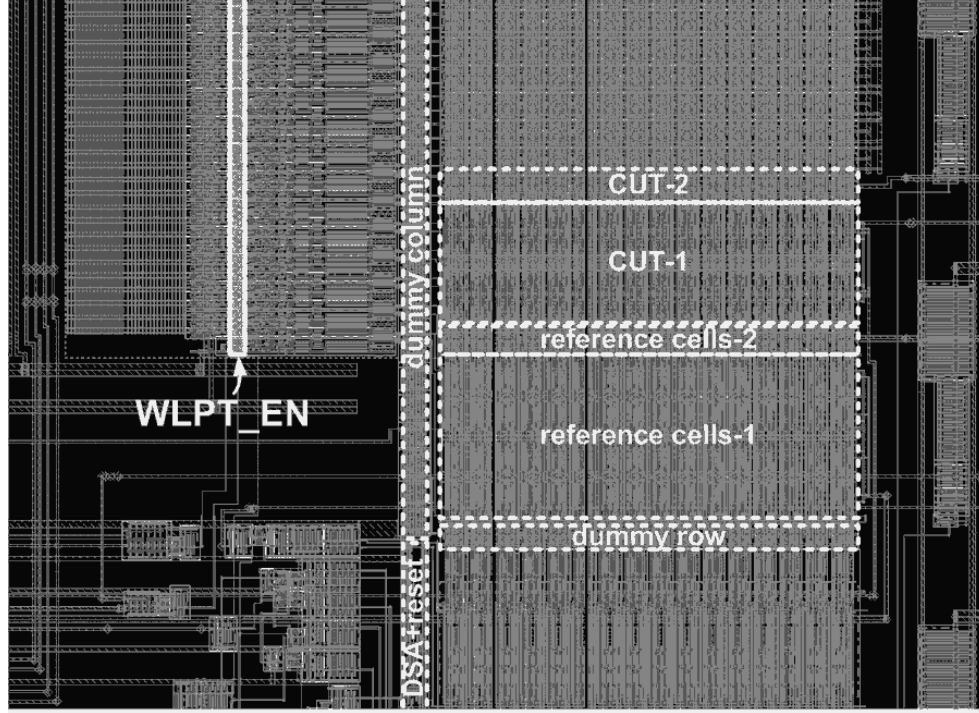 CUT-2
CUT-1
dummy column
reference cells-2
WLPT_EN
reference cells-1
dummy row
DSA+reset